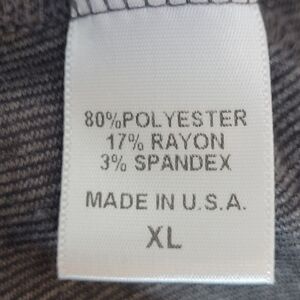 80%POLYESTER
17% RAYON
3% SPANDEX
MADE IN U.S.A.
XL